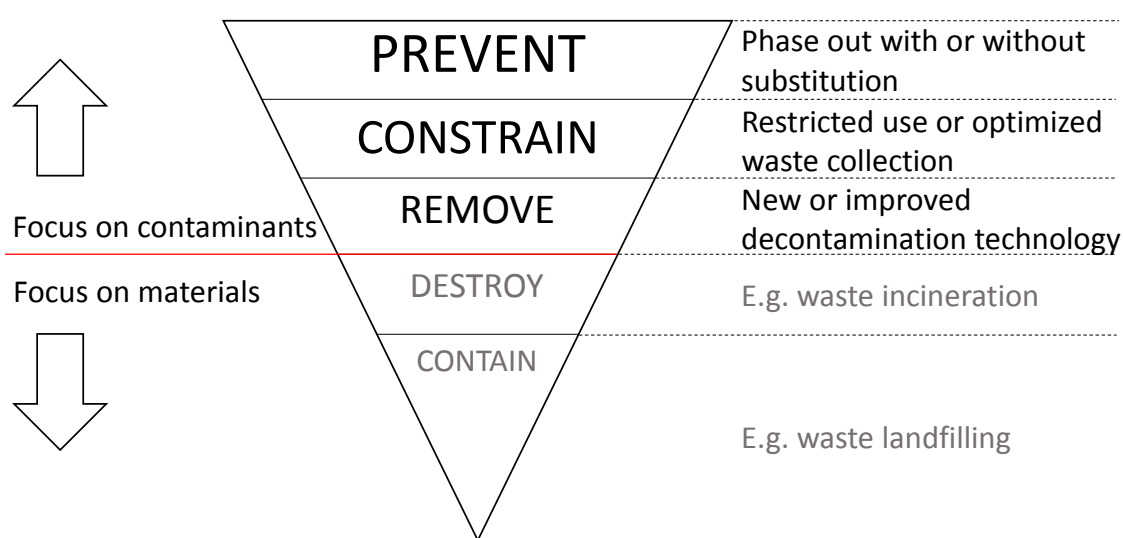 PREVENT
Phase out with or without
substitution
CONSTRAIN
Restricted use or optimized
waste collection
REMOVE
New or improved
decontamination technology
Focus on contaminants
Focus on materials
DESTROY
E.g. waste incineration
CONTAIN
E.g. waste landfilling